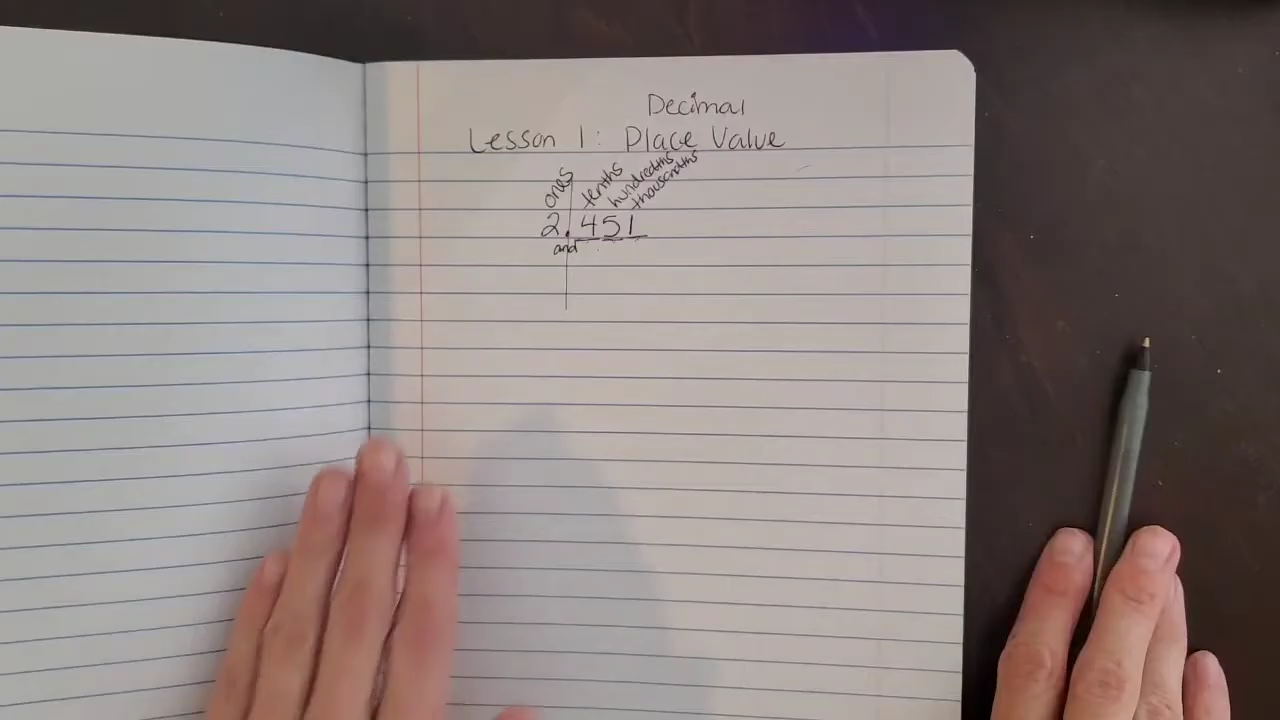 Decimal
Lesson 1: Place Value
ones tenths hundredths thousandths
2.451
and